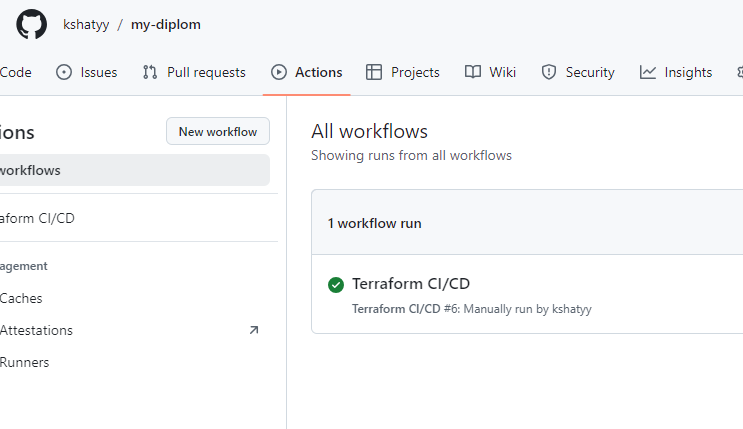 kshatyy / my-diplom
Code Issues Pull requests Actions Projects Wiki Security Insights
ions
New workflow
workflows
aform CI/CD
agement
Caches
Attestations
Runners
All workflows
Showing runs from all workflows
1 workflow run
Terraform CI/CD
Terraform CI/CD #6: Manually run by kshatyy